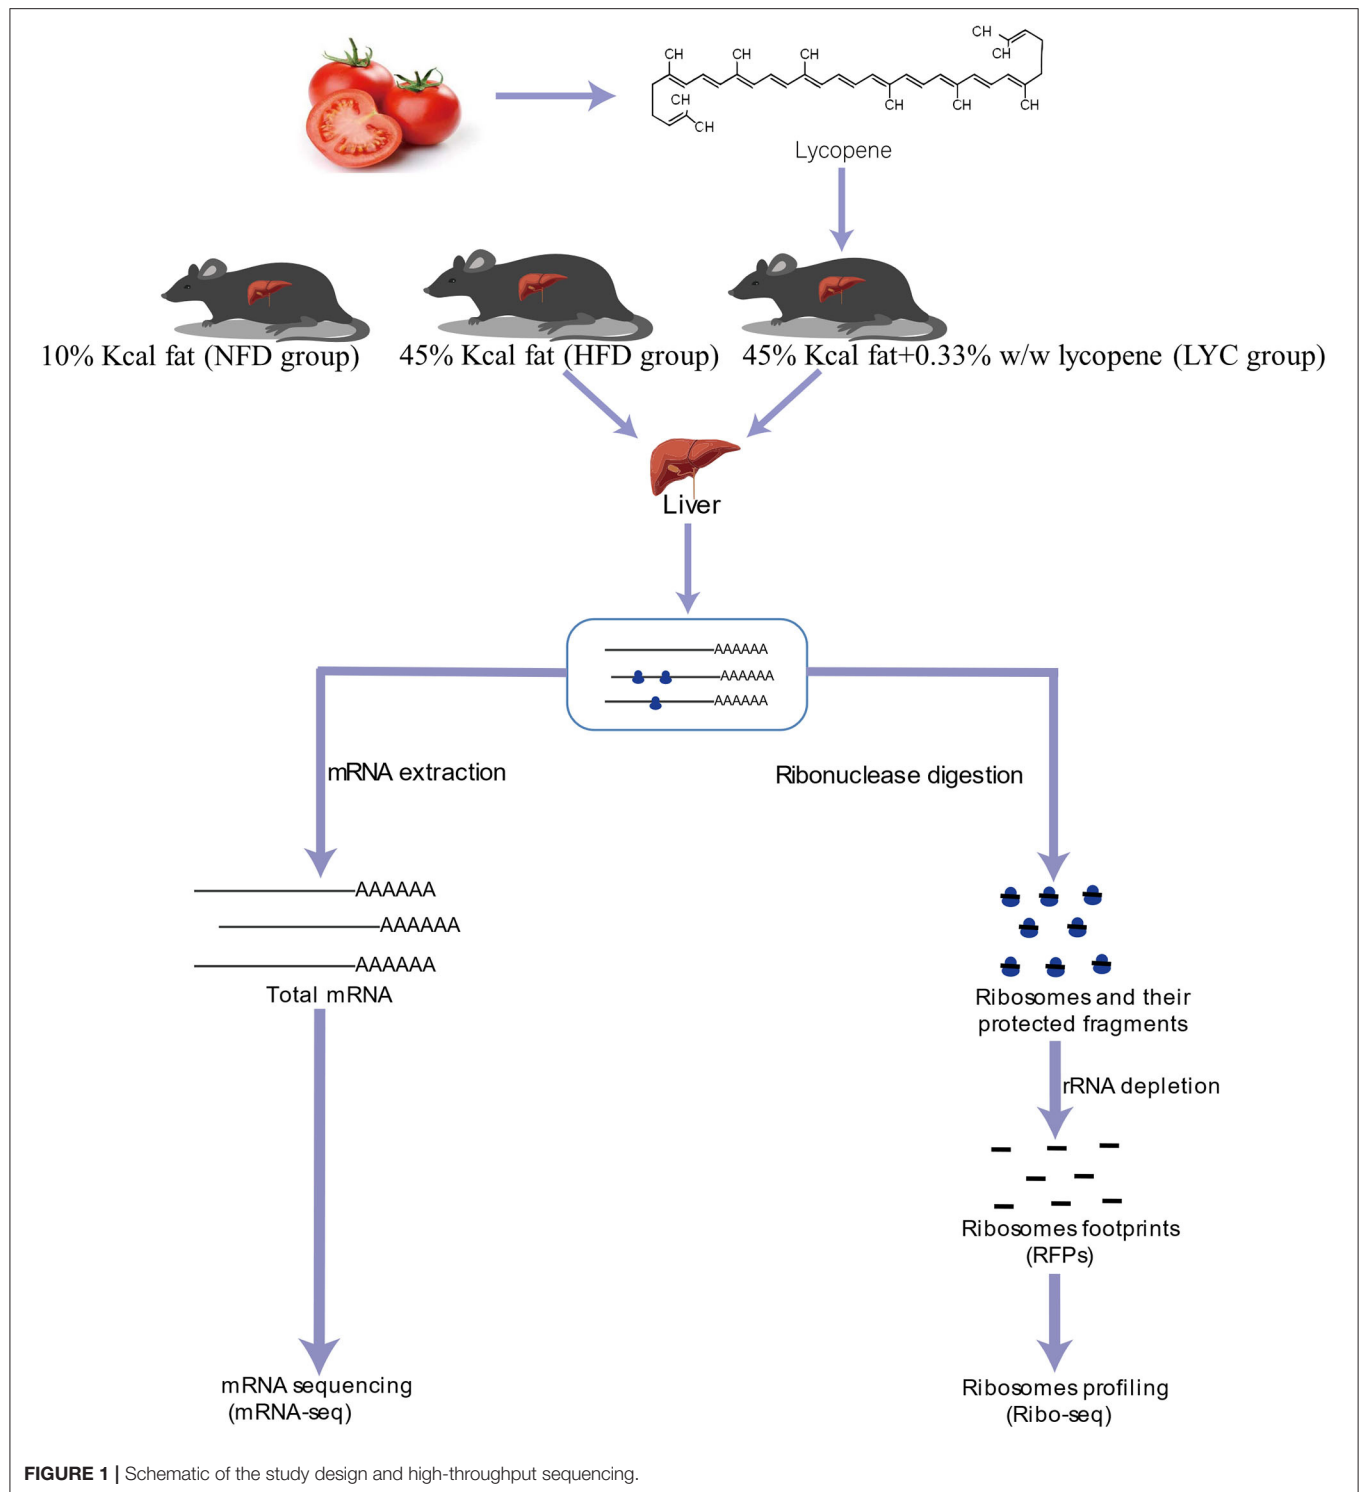 CH
CH
CH
CH
CH
CH
CH
CH
CH
CH
CH
Lycopene
10% Kcal fat (NFD group)
45% Kcal fat (HFD group)
45% Kcal fat+0.33% w/w lycopene (LYC group)
Liver
AAAAAA
AAAAAA
AAAAAA
mRNA extraction
Ribonuclease digestion
AAAAAA
AAAAAA
AAAAAA
Total mRNA
Ribosomes and their
protected fragments
rRNA depletion
Ribosomes footprints
(RFPs)
mRNA sequencing
(mRNA-seq)
Ribosomes profiling
(Ribo-seq)
FIGURE 1 | Schematic of the study design and high-throughput sequencing.